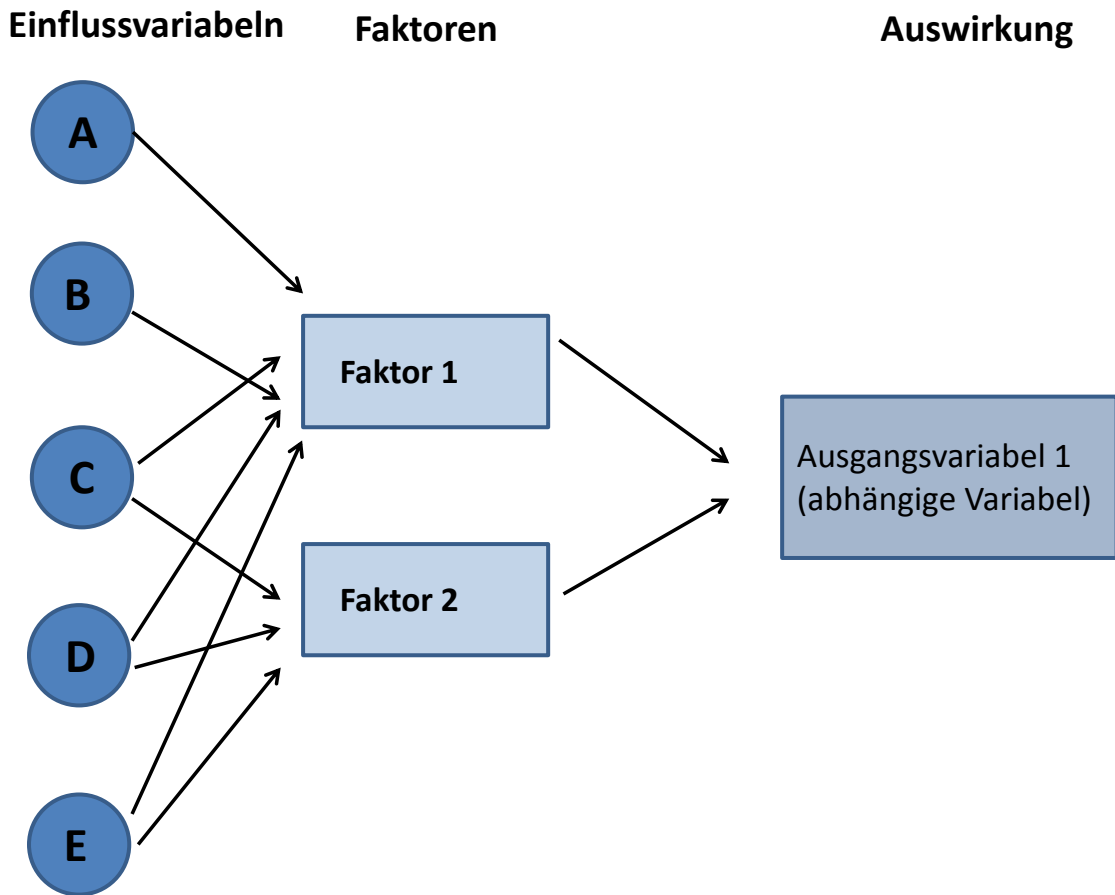 Einflussvariabeln
Faktoren
Auswirkung
A
B
Faktor 1
C
Ausgangsvariabel 1
(abhängige Variabel)
Faktor 2
D
E